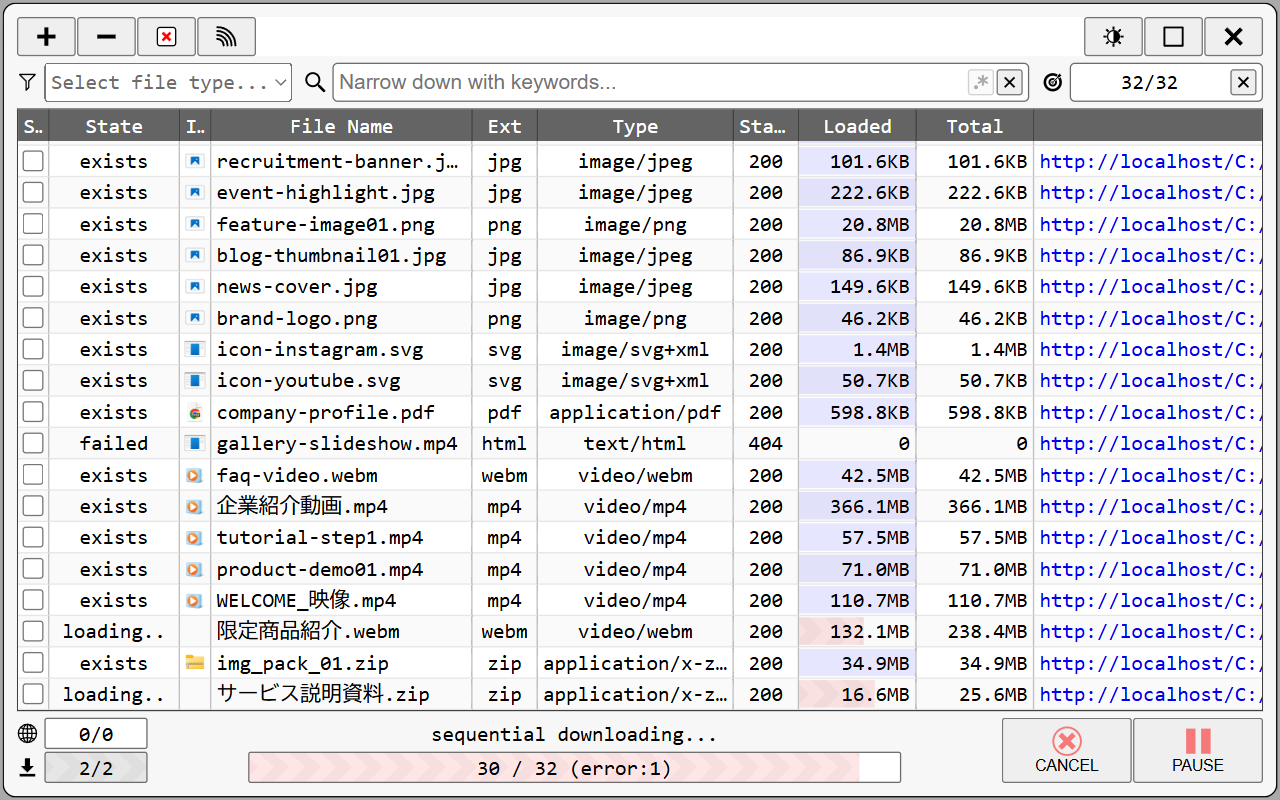 Select file type...
Narrow down with keywords...
.*
32/32
S.. State I.. File Name Ext Type Sta... Loaded Total
exists recruitment-banner.j... jpg image/jpeg 200 101.6KB 101.6KB http://localhost/C:/
exists event-highlight.jpg jpg image/jpeg 200 222.6KB 222.6KB http://localhost/C:/
exists feature-image01.png png image/png 200 20.8MB 20.8MB http://localhost/C:/
exists blog-thumbnail01.jpg jpg image/jpeg 200 86.9KB 86.9KB http://localhost/C:/
exists news-cover.jpg jpg image/jpeg 200 149.6KB 149.6KB http://localhost/C:/
exists brand-logo.png png image/png 200 46.2KB 46.2KB http://localhost/C:/
exists icon-instagram.svg svg image/svg+xml 200 1.4MB 1.4MB http://localhost/C:/
exists icon-youtube.svg svg image/svg+xml 200 50.7KB 50.7KB http://localhost/C:/
exists company-profile.pdf pdf application/pdf 200 598.8KB 598.8KB http://localhost/C:/
failed gallery-slideshow.mp4 html text/html 404 0 0 http://localhost/C:/
exists faq-video.webm webm video/webm 200 42.5MB 42.5MB http://localhost/C:/
exists 企業紹介動画.mp4 mp4 video/mp4 200 366.1MB 366.1MB http://localhost/C:/
exists tutorial-step1.mp4 mp4 video/mp4 200 57.5MB 57.5MB http://localhost/C:/
exists product-demo01.mp4 mp4 video/mp4 200 71.0MB 71.0MB http://localhost/C:/
exists WELCOME_映像.mp4 mp4 video/mp4 200 110.7MB 110.7MB http://localhost/C:/
loading.. 限定商品紹介.webm webm video/webm 200 132.1MB 238.4MB http://localhost/C:/
exists img_pack_01.zip zip application/x-z... 200 34.9MB 34.9MB http://localhost/C:/
loading.. サービス説明資料.zip zip application/x-z... 200 16.6MB 25.6MB http://localhost/C:/
0/0
sequential downloading...
2/2
30 / 32 (error:1)
CANCEL
PAUSE